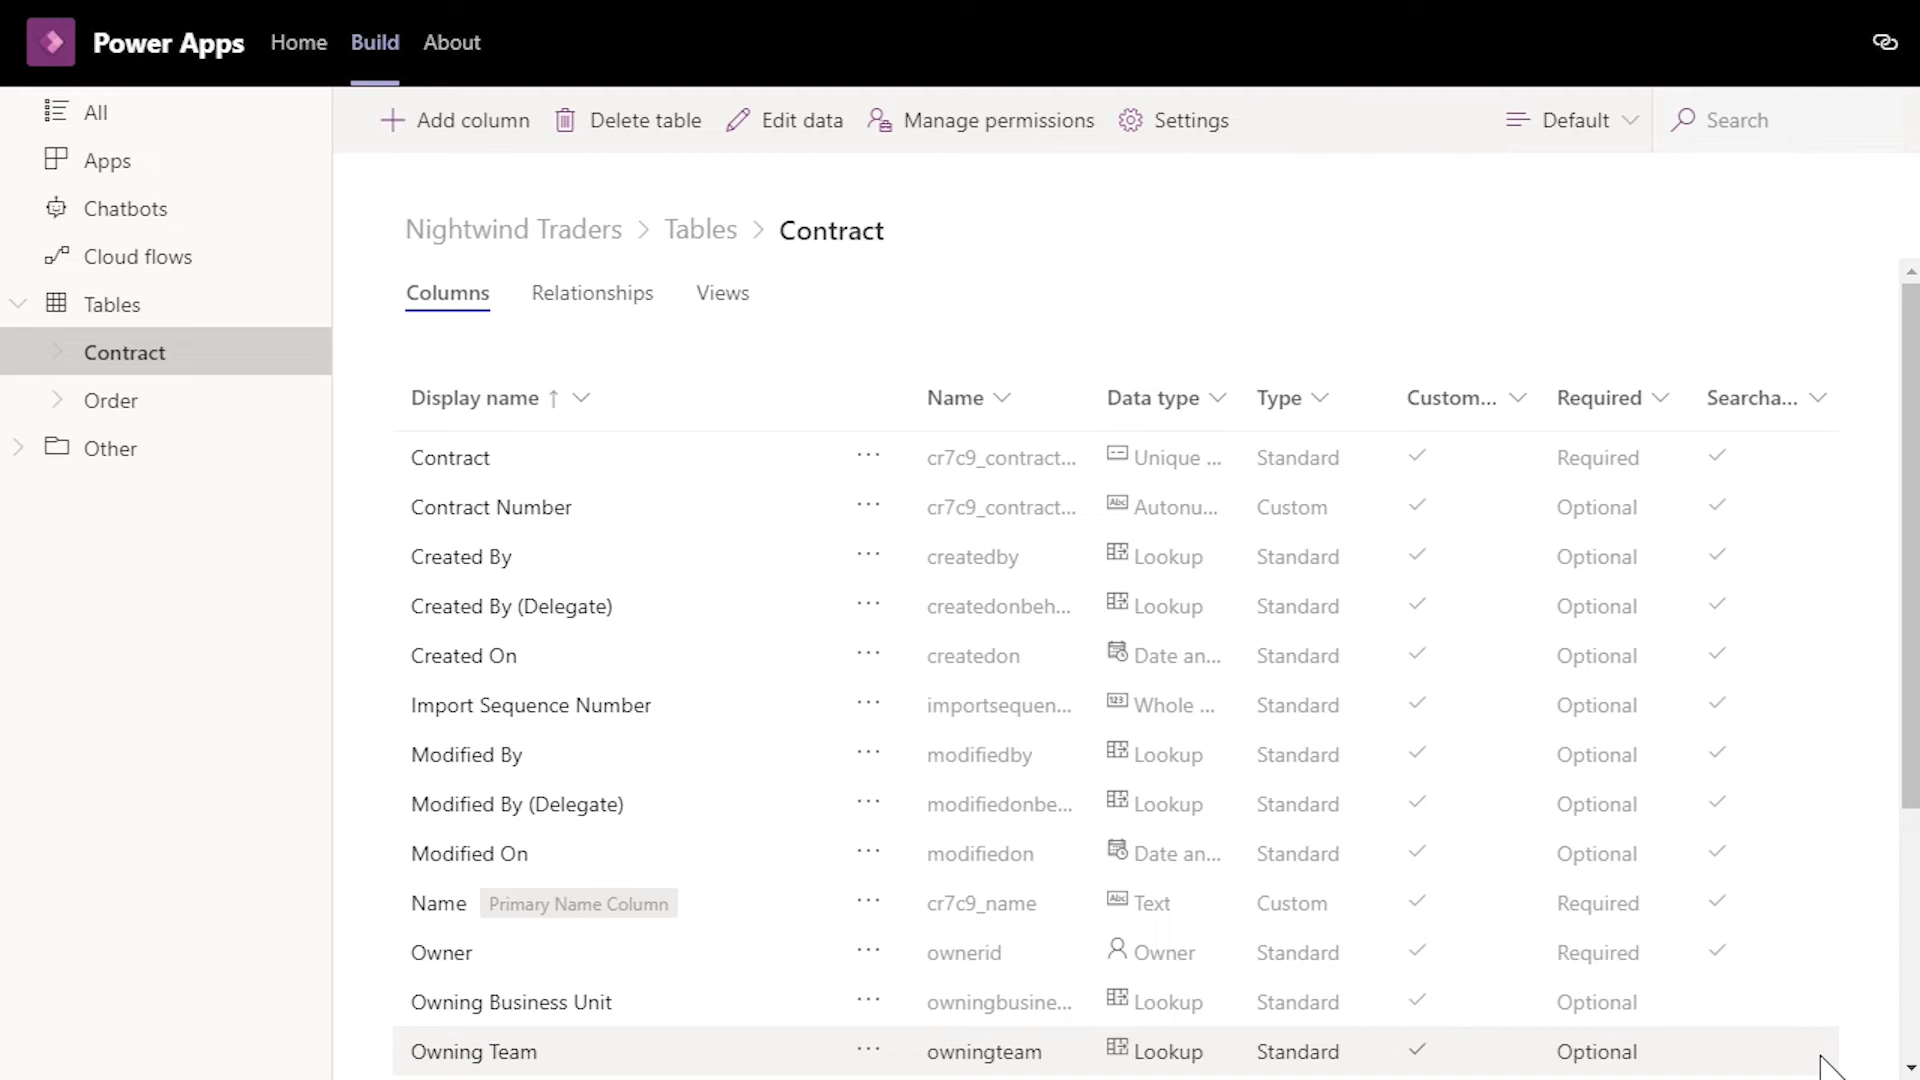 Power Apps Home Build About
All
Apps
Chatbots
Cloud flows
Tables
Contract
Order
Other
Add column Delete table Edit data Manage permissions Settings Default Search
Nightwind Traders > Tables > Contract
Columns Relationships Views
Display name ↑ Name Data type Type Custom... Required Searcha...
Contract ... cr7c9_contract... Unique ... Standard Required
Contract Number ... cr7c9_contract... Abc Autonu... Custom Optional
Created By ... createdby Lookup Standard Optional
Created By (Delegate) ... createdonbeh... Lookup Standard Optional
Created On ... createdon Date an... Standard Optional
Import Sequence Number ... importsequen... 123 Whole ... Standard Optional
Modified By ... modifiedby Lookup Standard Optional
Modified By (Delegate) ... modifiedonbe... Lookup Standard Optional
Modified On ... modifiedon Date an... Standard Optional
Name Primary Name Column ... cr7c9_name Abc Text Custom Required
Owner ... ownerid Owner Standard Required
Owning Business Unit ... owningbusine... Lookup Standard Optional
Owning Team ... owningteam Lookup Standard Optional